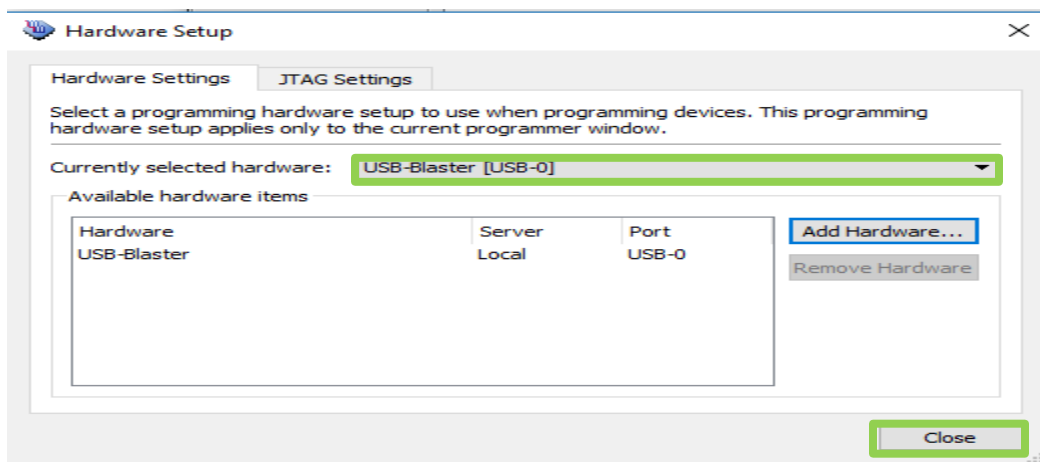 Hardware Setup
Hardware Settings
JTAG Settings
Select a programming hardware setup to use when programming devices. This programming
hardware setup applies only to the current programmer window.
Currently selected hardware:
USB-Blaster [USB-0]
Available hardware items
Hardware Server Port
USB-Blaster Local USB-0
Add Hardware...
Remove Hardware
Close